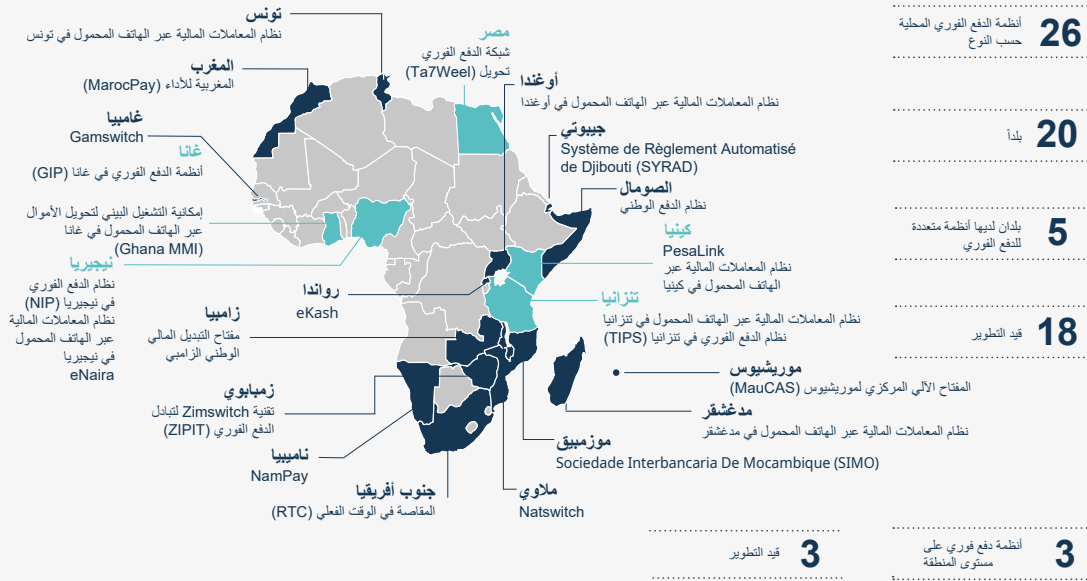 تونس
نظام المعاملات المالية عبر الهاتف المحمول في تونس
المغرب
المغربية للأداء (MarocPay)
غامبيا
Gamswitch
غانا
أنظمة الدفع الفوري في غانا (GIP)
إمكانية التشغيل البيني لتحويل الأموال
عبر الهاتف المحمول في غانا
(Ghana MMI)
نيجيريا
نظام الدفع الفوري
في نيجيريا (NIP)
نظام المعاملات المالية
عبر الهاتف المحمول
في نيجيريا
eNaira
مصر
شبكة الدفع الفوري
تحويل (Ta7Weel)
أوغندا
نظام المعاملات المالية عبر الهاتف المحمول في أوغندا
جيبوتي
Système de Règlement Automatisé
de Djibouti (SYRAD)
الصومال
نظام الدفع الوطني
كينيا
PesaLink
نظام المعاملات المالية عبر
الهاتف المحمول في كينيا
تنزانيا
نظام المعاملات المالية عبر الهاتف المحمول في تنزانيا
نظام الدفع الفوري في تنزانيا (TIPS)
رواندا
eKash
زامبيا
مفتاح التبديل المالي
الوطني الزامبي
زمبابوي
تقنية Zimswitch لتبادل
الدفع الفوري (ZIPIT)
ناميبيا
NamPay
جنوب أفريقيا
المقاصة في الوقت الفعلي (RTC)
ملاوي
Natswitch
موزمبيق
Sociedade Interbancaria De Mocambique (SIMO)
مدغشقر
نظام المعاملات المالية عبر الهاتف المحمول في مدغشقر
موريشيوس
المفتاح الآلي المركزي لموريشيوس (MauCAS)
26
أنظمة الدفع الفوري المحلية
حسب النوع
20
بلداً
5
بلدان لديها أنظمة متعددة
للدفع الفوري
18
قيد التطوير
3
أنظمة دفع فوري على
مستوى المنطقة
3
قيد التطوير